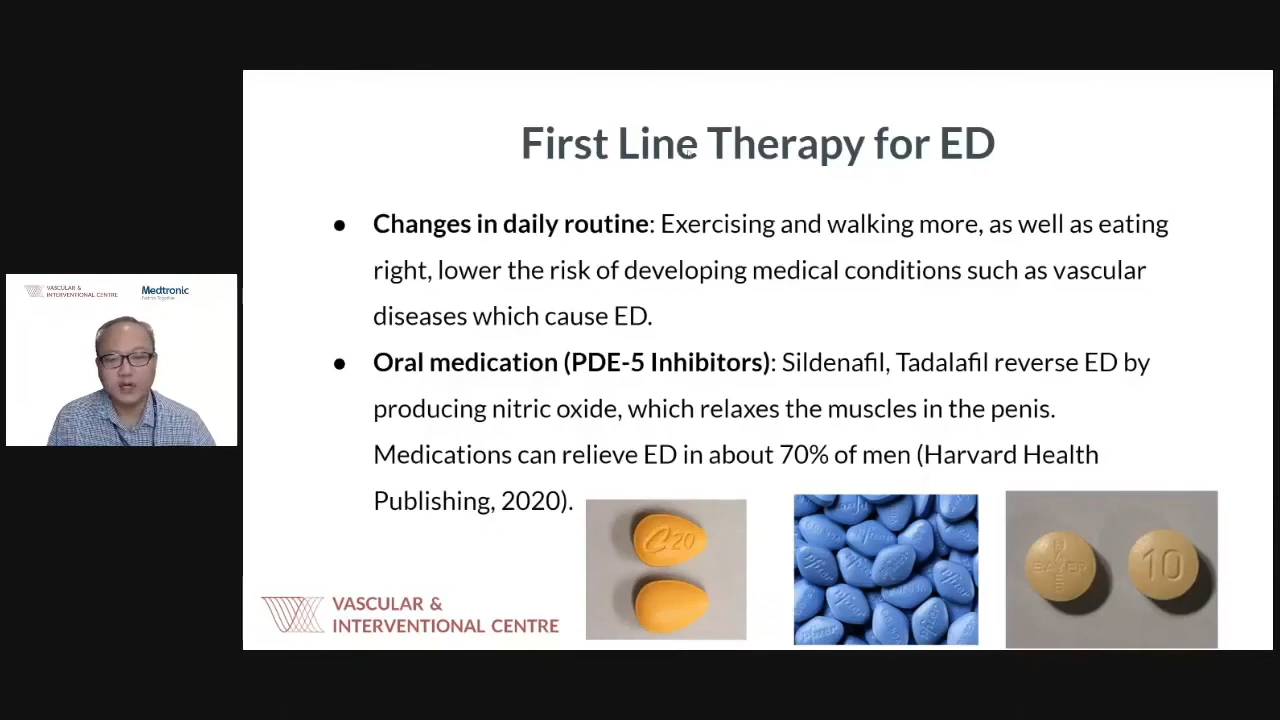 First Line Therapy for ED
● Changes in daily routine: Exercising and walking more, as well as eating
right, lower the risk of developing medical conditions such as vascular
diseases which cause ED.
● Oral medication (PDE-5 Inhibitors): Sildenafil, Tadalafil reverse ED by
producing nitric oxide, which relaxes the muscles in the penis.
Medications can relieve ED in about 70% of men (Harvard Health
Publishing, 2020).
VASCULAR &
INTERVENTIONAL CENTRE
Medtronic
C20
Pfizer
BAYER
10
VASCULAR &
INTERVENTIONAL CENTRE